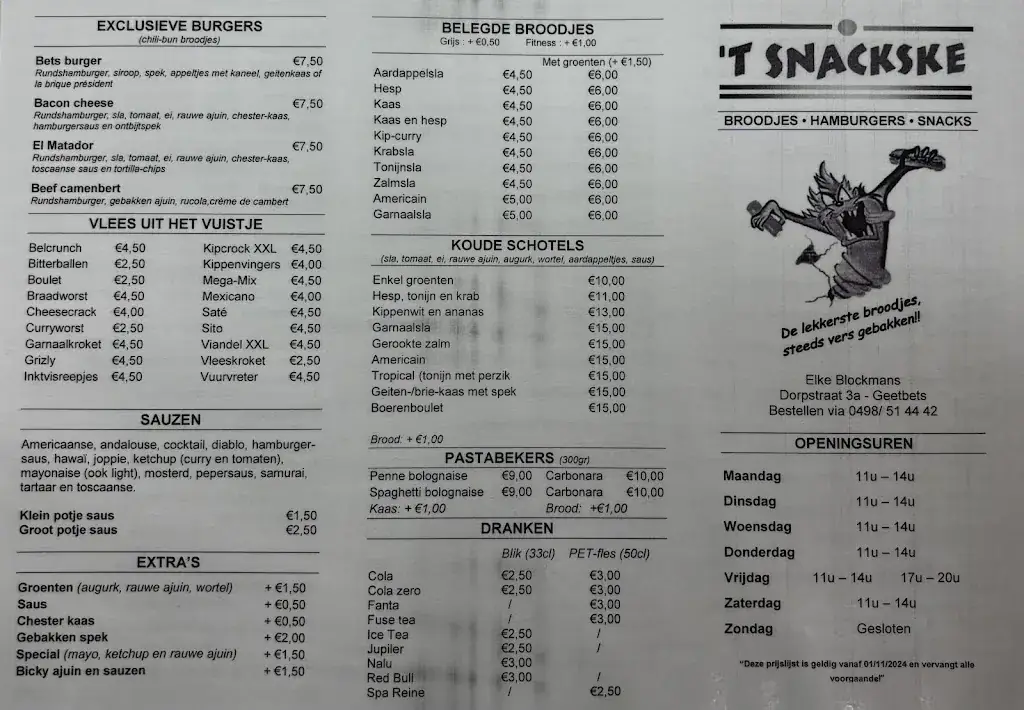 EXCLUSIEVE BURGERS
(chili-bun broodjes)
Bets burger €7,50
Rundshamburger, siroop, spek, appeltjes met kaneel, geitenkaas of
la brique président
Bacon cheese €7,50
Rundshamburger, sla, tomaat, ei, rauwe ajuin, chester-kaas,
hamburgersaus en ontbijtspek
El Matador €7,50
Rundshamburger, sla, tomaat, ei, rauwe ajuin, chester-kaas,
toscaanse saus en tortilla-chips
Beef camenbert €7,50
Rundshamburger, gebakken ajuin, rucola,crème de cambert
VLEES UIT HET VUISTJE
Belcrunch €4,50 Kipcrock XXL €4,50
Bitterballen €2,50 Kippenvingers €4,00
Boulet €2,50 Mega-Mix €4,50
Braadworst €4,50 Mexicano €4,00
Cheesecrack €4,00 Saté €4,50
Curryworst €2,50 Sito €4,50
Garnaalkroket €4,50 Viandel XXL €4,50
Grizly €4,50 Vleeskroket €2,50
Inktvisreepjes €4,50 Vuurvreter €4,50
SAUZEN
Americaanse, andalouse, cocktail, diablo, hamburger-
saus, hawaï, joppie, ketchup (curry en tomaten),
mayonaise (ook light), mosterd, pepersaus, samurai,
tartaar en toscaanse.
Klein potje saus €1,50
Groot potje saus €2,50
EXTRA'S
Groenten (augurk, rauwe ajuin, wortel) + €1,50
Saus + €0,50
Chester kaas + €0,50
Gebakken spek + €2,00
Special (mayo, ketchup en rauwe ajuin) + €1,50
Bicky ajuin en sauzen + €1,50
BELEGDE BROODJES
Grijs : + €0,50 Fitness : + €1,00
Met groenten (+ €1,50)
Aardappelsla €4,50 €6,00
Hesp €4,50 €6,00
Kaas €4,50 €6,00
Kaas en hesp €4,50 €6,00
Kip-curry €4,50 €6,00
Krabsla €4,50 €6,00
Tonijnsla €4,50 €6,00
Zalmsla €4,50 €6,00
Americain €5,00 €6,00
Garnaalsla €5,00 €6,00
KOUDE SCHOTELS
(sla, tomaat, ei, rauwe ajuin, augurk, wortel, aardappeltjes, saus)
Enkel groenten €10,00
Hesp, tonijn en krab €11,00
Kippenwit en ananas €13,00
Garnaalsla €15,00
Gerookte zalm €15,00
Americain €15,00
Tropical (tonijn met perzik €15,00
Geiten-/brie-kaas met spek €15,00
Boerenboulet €15,00
Brood: + €1,00
PASTABEKERS (300gr)
Penne bolognaise €9,00 Carbonara €10,00
Spaghetti bolognaise €9,00 Carbonara €10,00
Kaas: + €1,00 Brood: +€1,00
DRANKEN
Blik (33cl) PET-fles (50cl)
Cola €2,50 €3,00
Cola zero €2,50 €3,00
Fanta / €3,00
Fuse tea / €3,00
Ice Tea €2,50 /
Jupiler €2,50 /
Nalu €3,00
Red Bull €3,00
Spa Reine / €2,50
'T SNACKSKE
BROODJES • HAMBURGERS • SNACKS
De lekkerste broodjes,
steeds vers gebakken!!
Elke Blockmans
Dorpstraat 3a - Geetbets
Bestellen via 0498/ 51 44 42
OPENINGSUREN
Maandag 11u – 14u
Dinsdag 11u – 14u
Woensdag 11u – 14u
Donderdag 11u – 14u
Vrijdag 11u – 14u 17u – 20u
Zaterdag 11u – 14u
Zondag Gesloten
"Deze prijslijst is geldig vanaf 01/11/2024 en vervangt alle
voorgaande!"